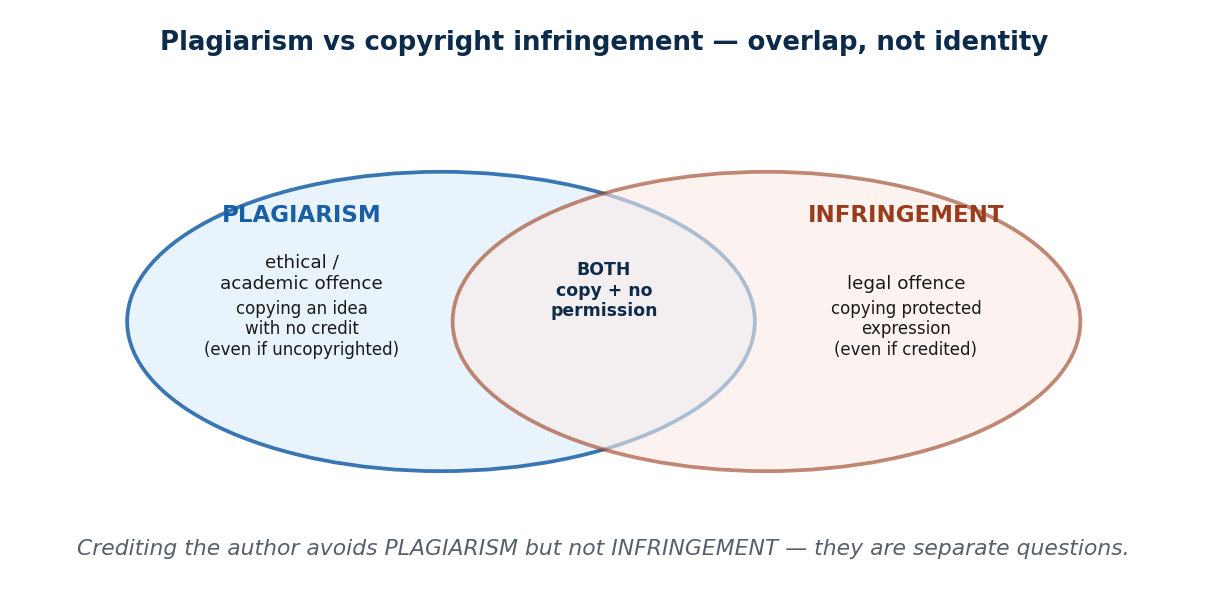 Plagiarism vs copyright infringement — overlap, not identity
PLAGIARISM
ethical /
academic offence
copying an idea
with no credit
(even if uncopyrighted)
BOTH
copy + no
permission
INFRINGEMENT
legal offence
copying protected
expression
(even if credited)
Crediting the author avoids PLAGIARISM but not INFRINGEMENT — they are separate questions.